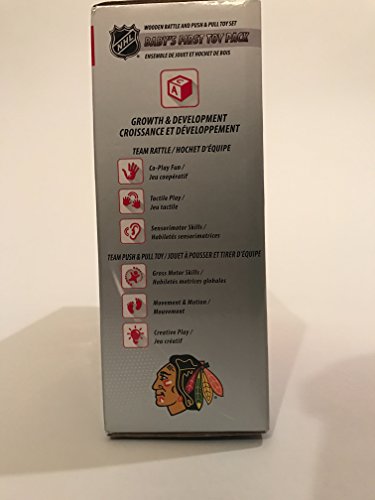 WOODEN RATTLE AND PUSH & PULL TOY SET
NHL
BABY'S FIRST TOY PACK
ENSEMBLE DE JOUET ET HOCHET DE BOIS
A
C
GROWTH & DEVELOPMENT
CROISSANCE ET DÉVELOPPEMENT
TEAM RATTLE / HOCHET D'ÉQUIPE
Co-Play Fun /
Jeu coopératif
Tactile Play /
Jeu tactile
Sensorimotor Skills /
Habiletés sensorimatrices
TEAM PUSH & PULL TOY / JOUET À POUSSER ET TIRER D'ÉQUIPE
Gross Motor Skills /
Habiletés matrices globales
Movement & Motion /
Mouvement
Creative Play /
Jeu créatif